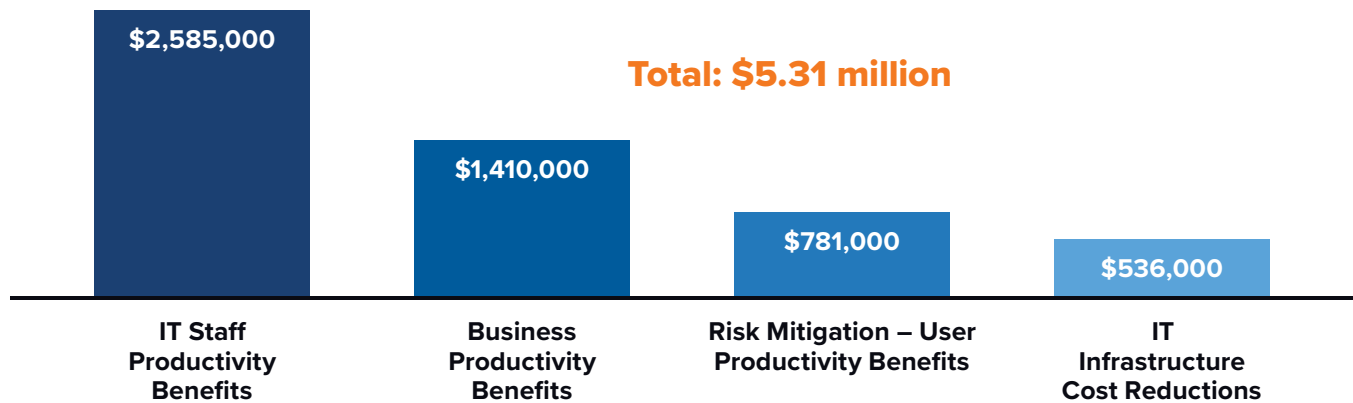 $2,585,000
Total: $5.31 million
$1,410,000
$781,000
$536,000
IT Staff
Productivity
Benefits
Business
Productivity
Benefits
Risk Mitigation – User
Productivity Benefits
IT
Infrastructure
Cost Reductions